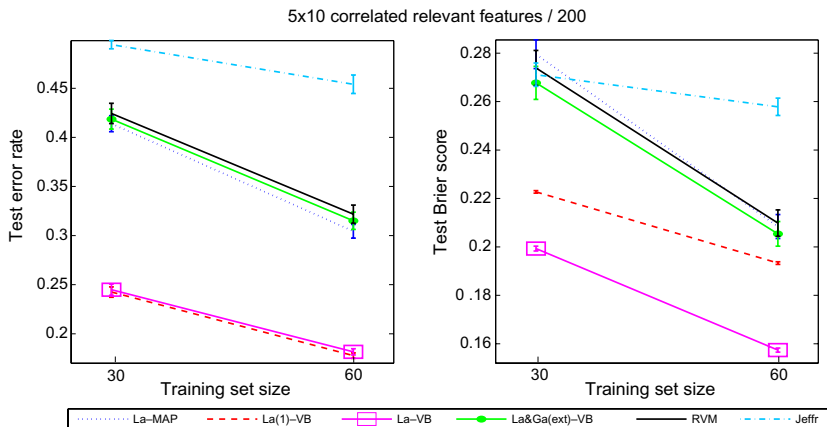 5x10 correlated relevant features / 200
Test error rate
0.45
0.4
0.35
0.3
0.25
0.2
30
60
Training set size
Test Brier score
0.28
0.26
0.24
0.22
0.2
0.18
0.16
30
60
Training set size
La–MAP La(1)–VB La–VB La&Ga(ext)–VB RVM Jeffr